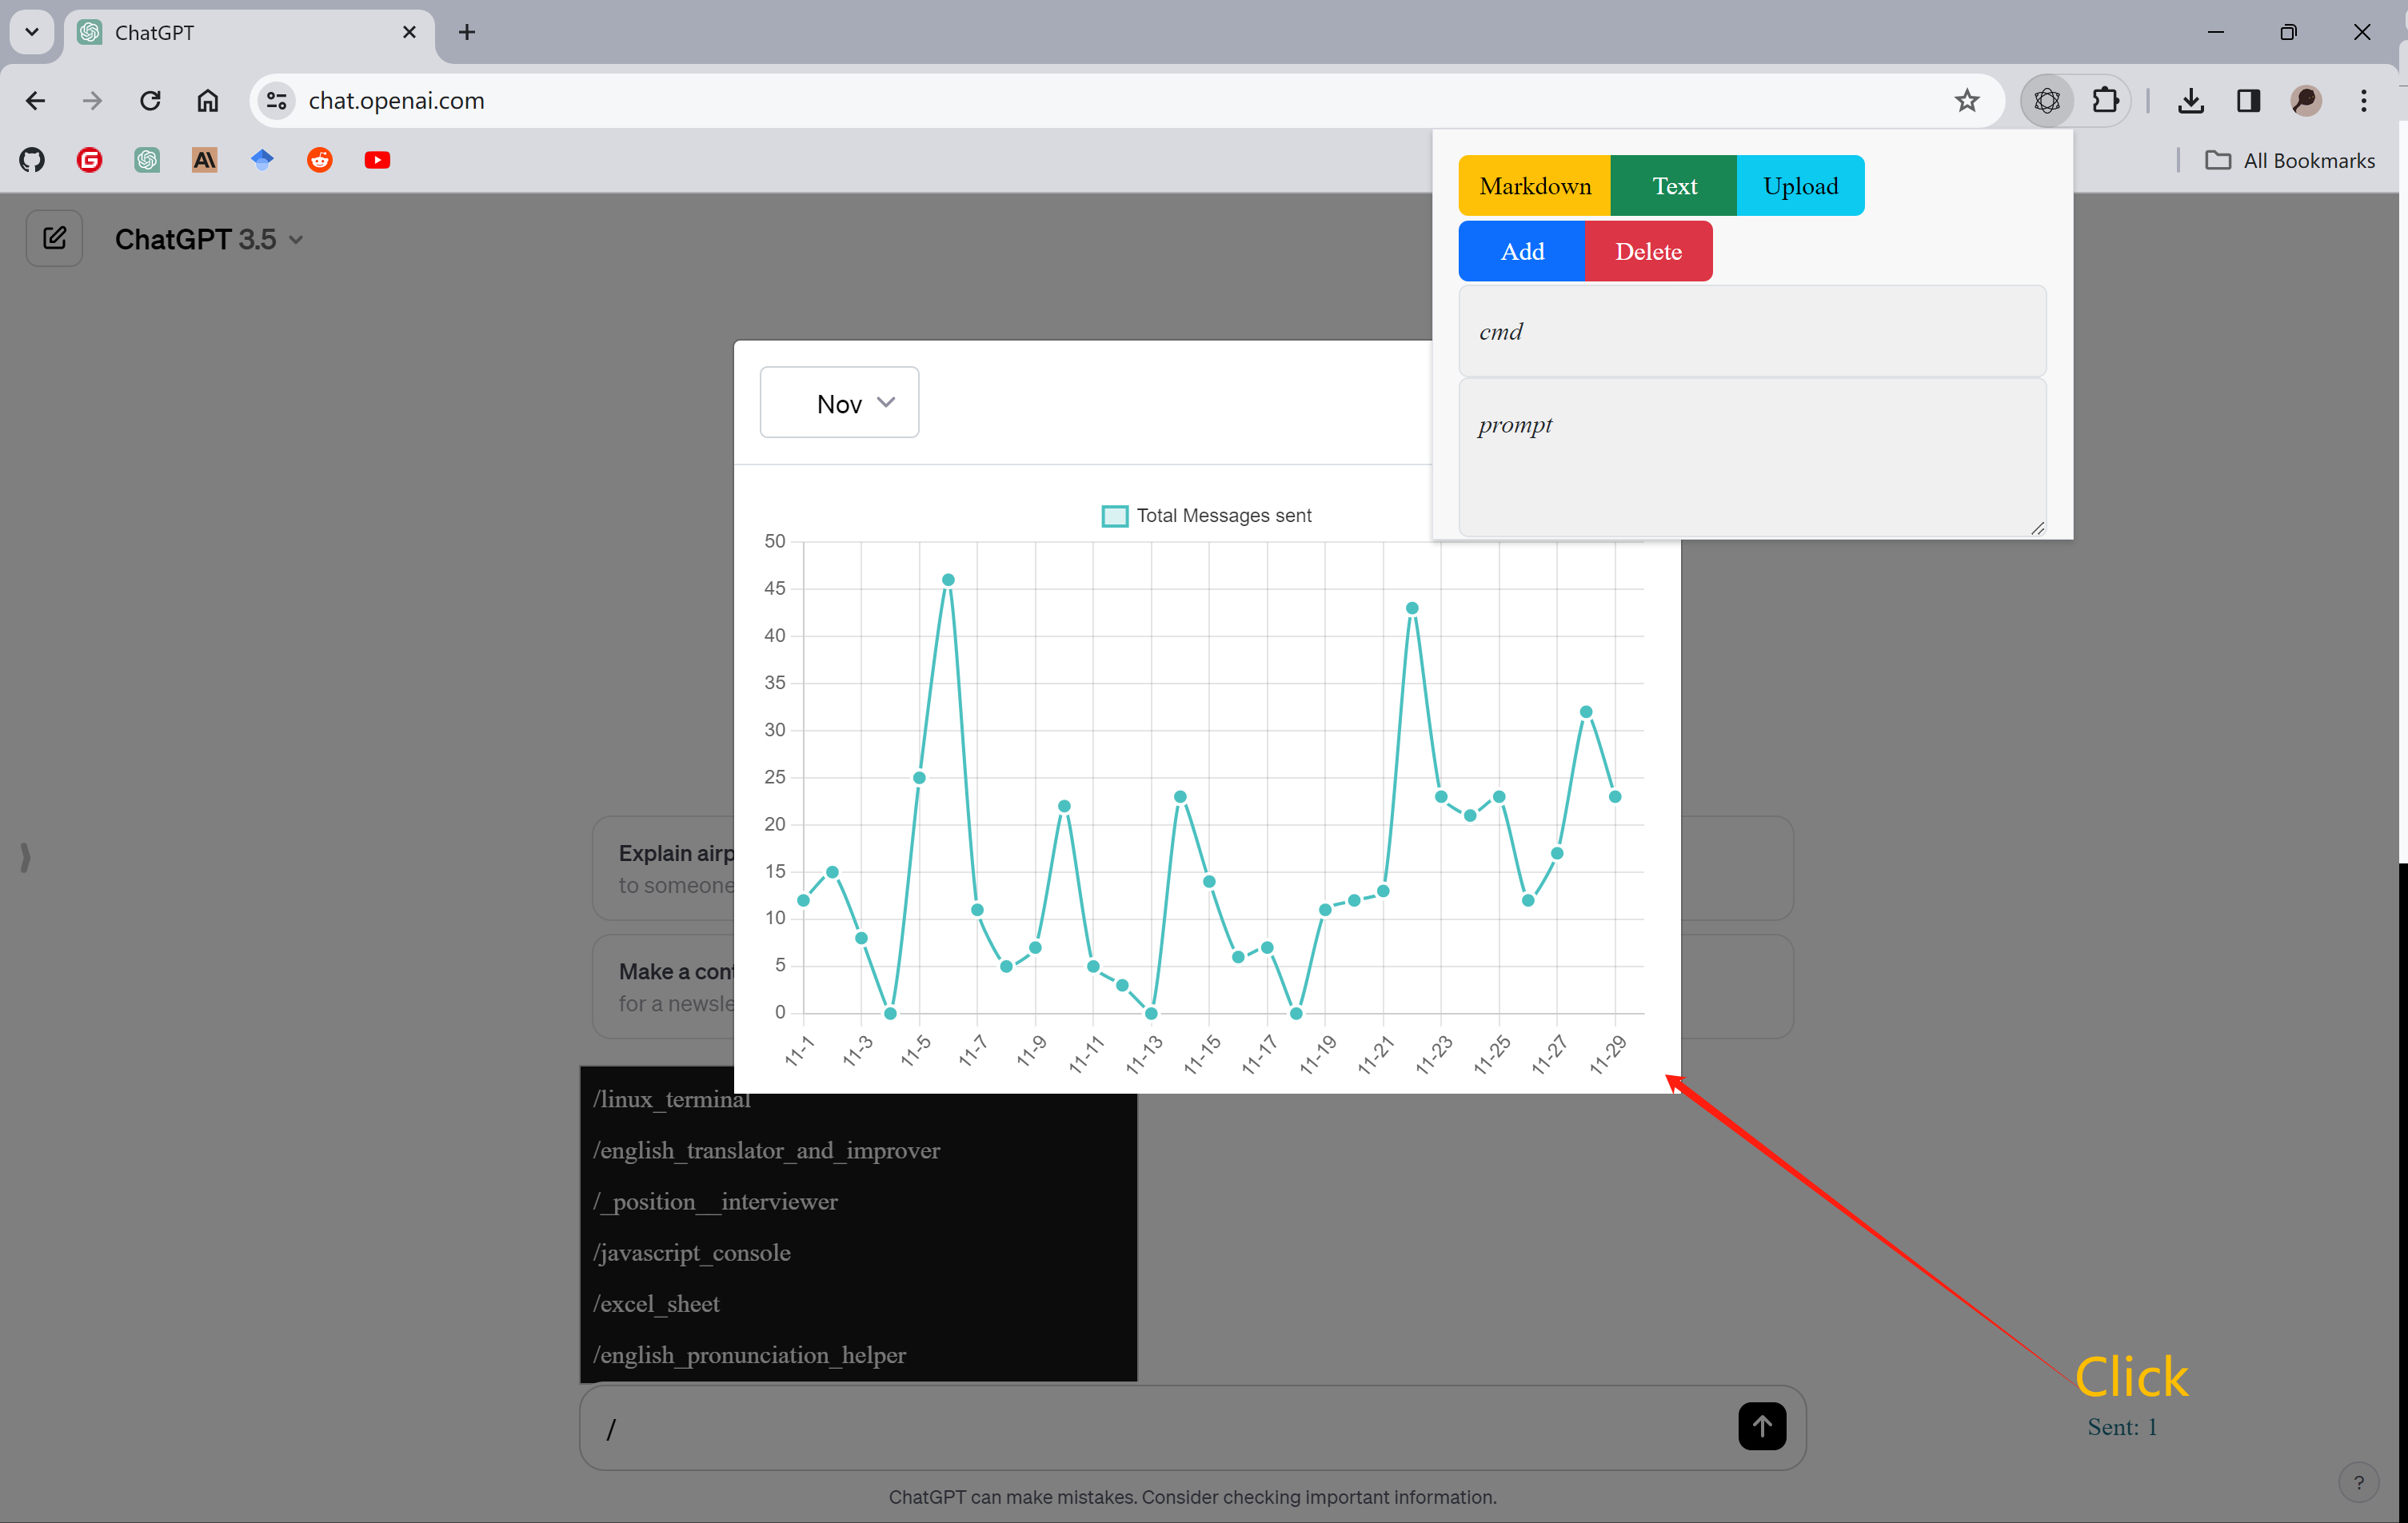 ChatGPT
chat.openai.com
All Bookmarks
ChatGPT 3.5
Markdown Text Upload
Add Delete
cmd
prompt
Nov
Total Messages sent
50
45
40
35
30
25
20
15
10
5
0
11-1 11-3 11-5 11-7 11-9 11-11 11-13 11-15 11-17 11-19 11-21 11-23 11-25 11-27 11-29
Explain airp
to someone
Make a cont
for a newsle
/linux_terminal
/english_translator_and_improver
/_position__interviewer
/javascript_console
/excel_sheet
/english_pronunciation_helper
/
Click
Sent: 1
ChatGPT can make mistakes. Consider checking important information.
?